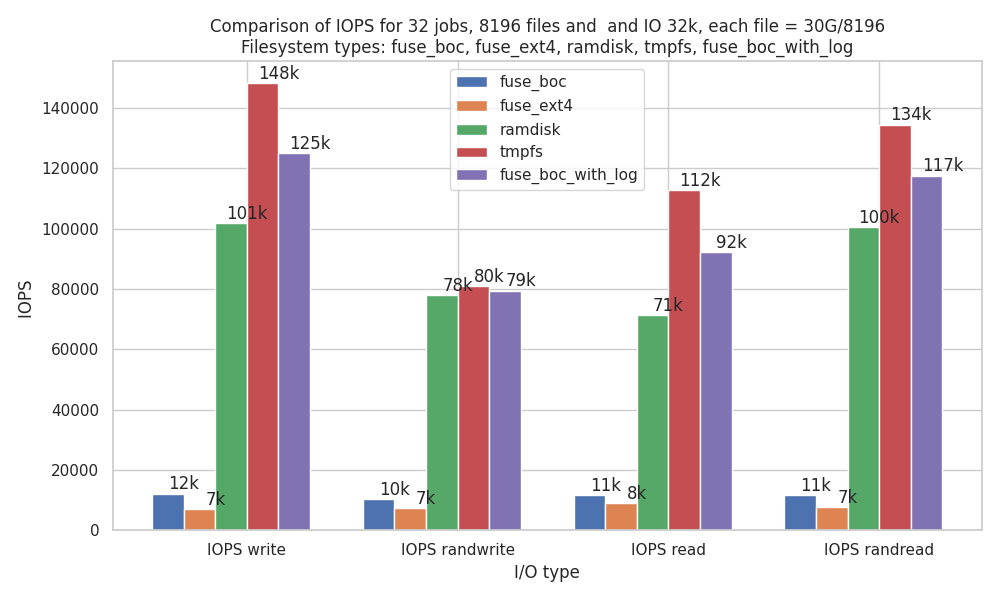 Comparison of IOPS for 32 jobs, 8196 files and  and IO 32k, each file = 30G/8196
Filesystem types: fuse_boc, fuse_ext4, ramdisk, tmpfs, fuse_boc_with_log
IOPS
140000
120000
100000
80000
60000
40000
20000
0
fuse_boc
fuse_ext4
ramdisk
tmpfs
fuse_boc_with_log
12k
7k
101k
148k
125k
10k
7k
78k
80k
79k
11k
8k
71k
112k
92k
11k
7k
100k
134k
117k
IOPS write
IOPS randwrite
IOPS read
IOPS randread
I/O type